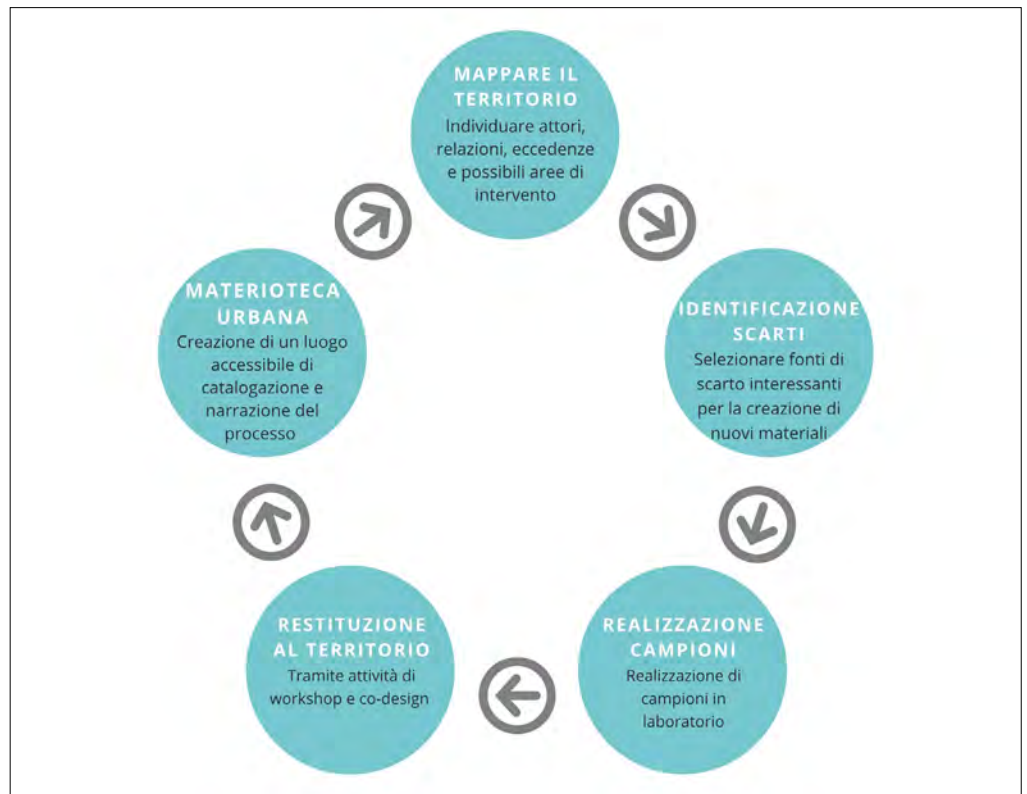 MAPPARE IL
TERRITORIO
Individuare attori,
relazioni, eccedenze
e possibili aree di
intervento
IDENTIFICAZIONE
SCARTI
Selezionare fonti di
scarto interessanti
per la creazione di
nuovi materiali
REALIZZAZIONE
CAMPIONI
Realizzazione di
campioni in
laboratorio
RESTITUZIONE
AL TERRITORIO
Tramite attività di
workshop e co-design
MATERIOTECA
URBANA
Creazione di un luogo
accessibile di
catalogazione e
narrazione del
processo